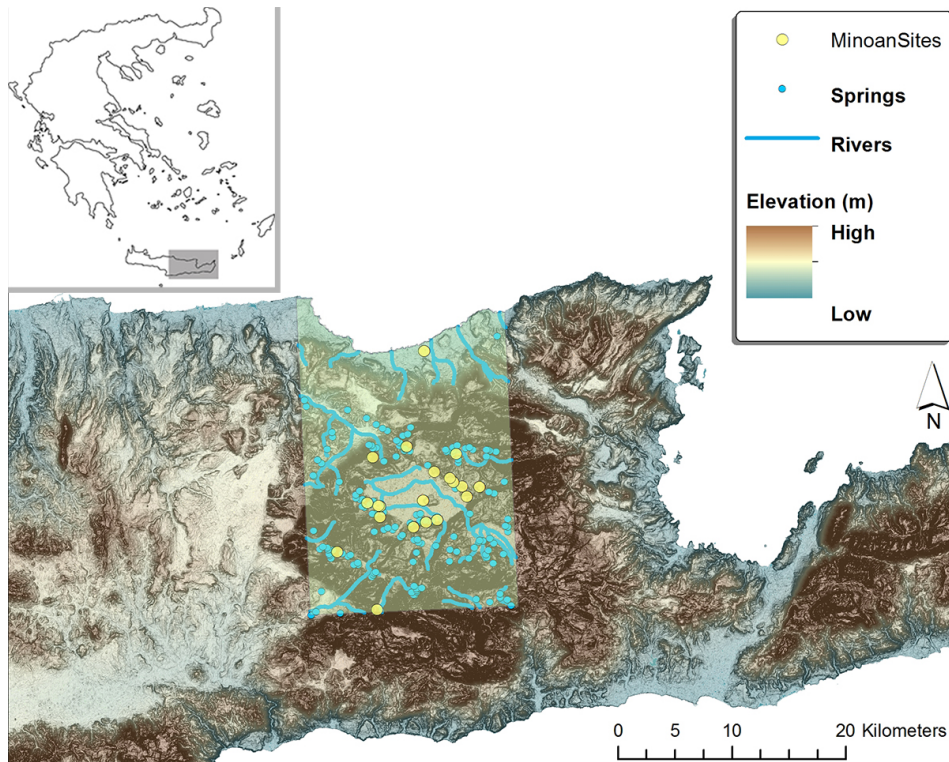 MinoanSites
Springs
Rivers
Elevation (m)
High
Low
N
0 5 10 20 Kilometers